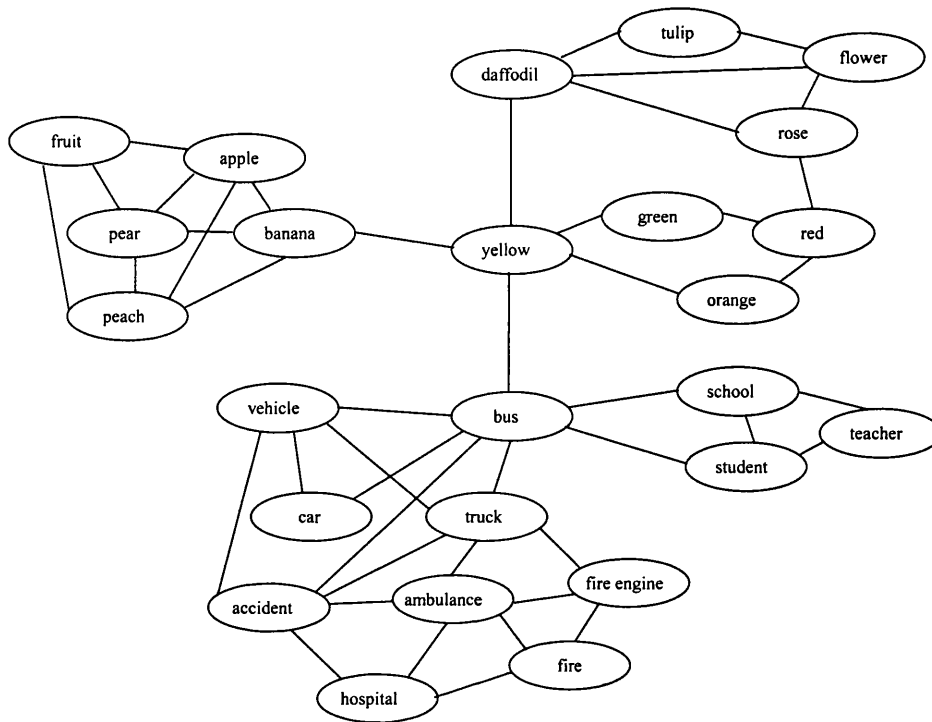 tulip
flower
daffodil
rose
fruit
apple
pear
banana
peach
yellow
green
red
orange
vehicle
bus
school
teacher
student
car
truck
accident
ambulance
fire engine
fire
hospital